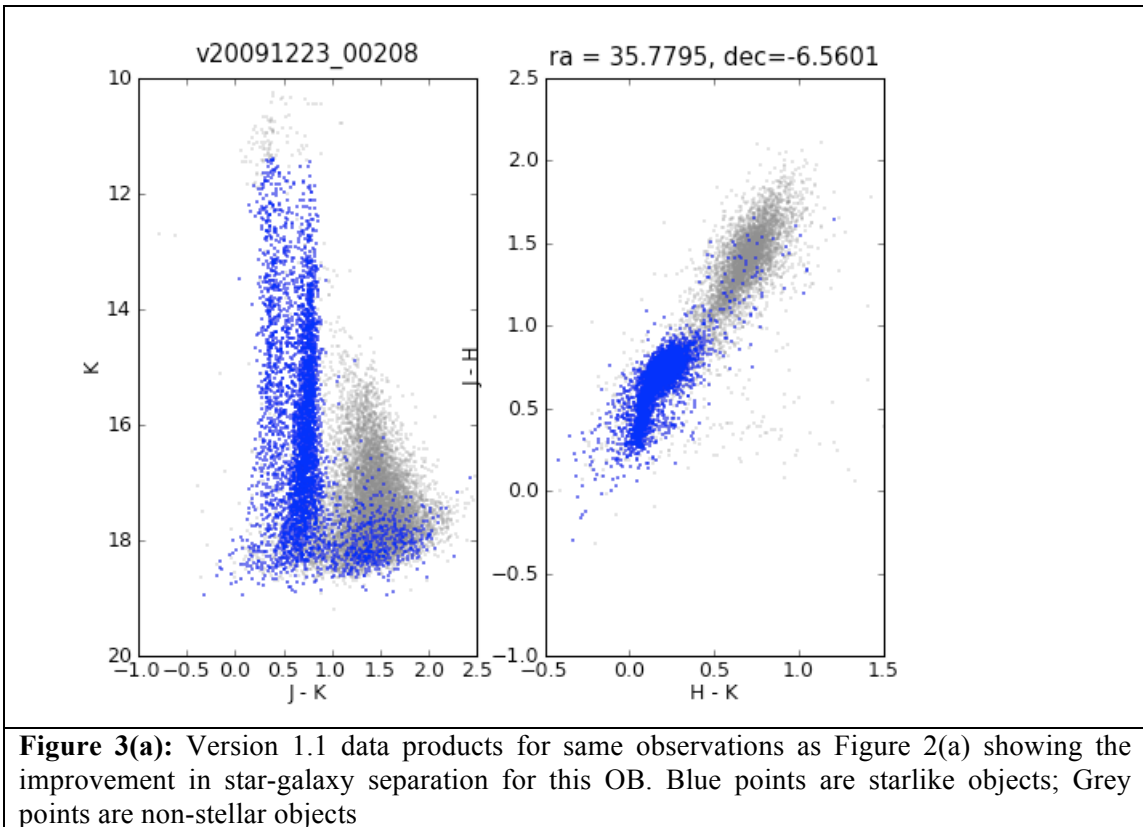 v20091223_00208
10
12
14
16
18
20
K
−1.0 −0.5 0.0 0.5 1.0 1.5 2.0 2.5
J - K
ra = 35.7795, dec=-6.5601
2.5
2.0
1.5
1.0
0.5
0.0
−0.5
−1.0
J - H
−0.5 0.0 0.5 1.0 1.5
H - K
Figure 3(a): Version 1.1 data products for same observations as Figure 2(a) showing the
improvement in star-galaxy separation for this OB. Blue points are starlike objects; Grey
points are non-stellar objects